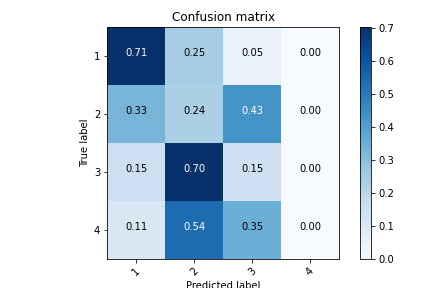 Confusion matrix
True label
1 0.71 0.25 0.05 0.00
2 0.33 0.24 0.43 0.00
3 0.15 0.70 0.15 0.00
4 0.11 0.54 0.35 0.00
1 2 3 4
Predicted label
0.7
0.6
0.5
0.4
0.3
0.2
0.1
0.0